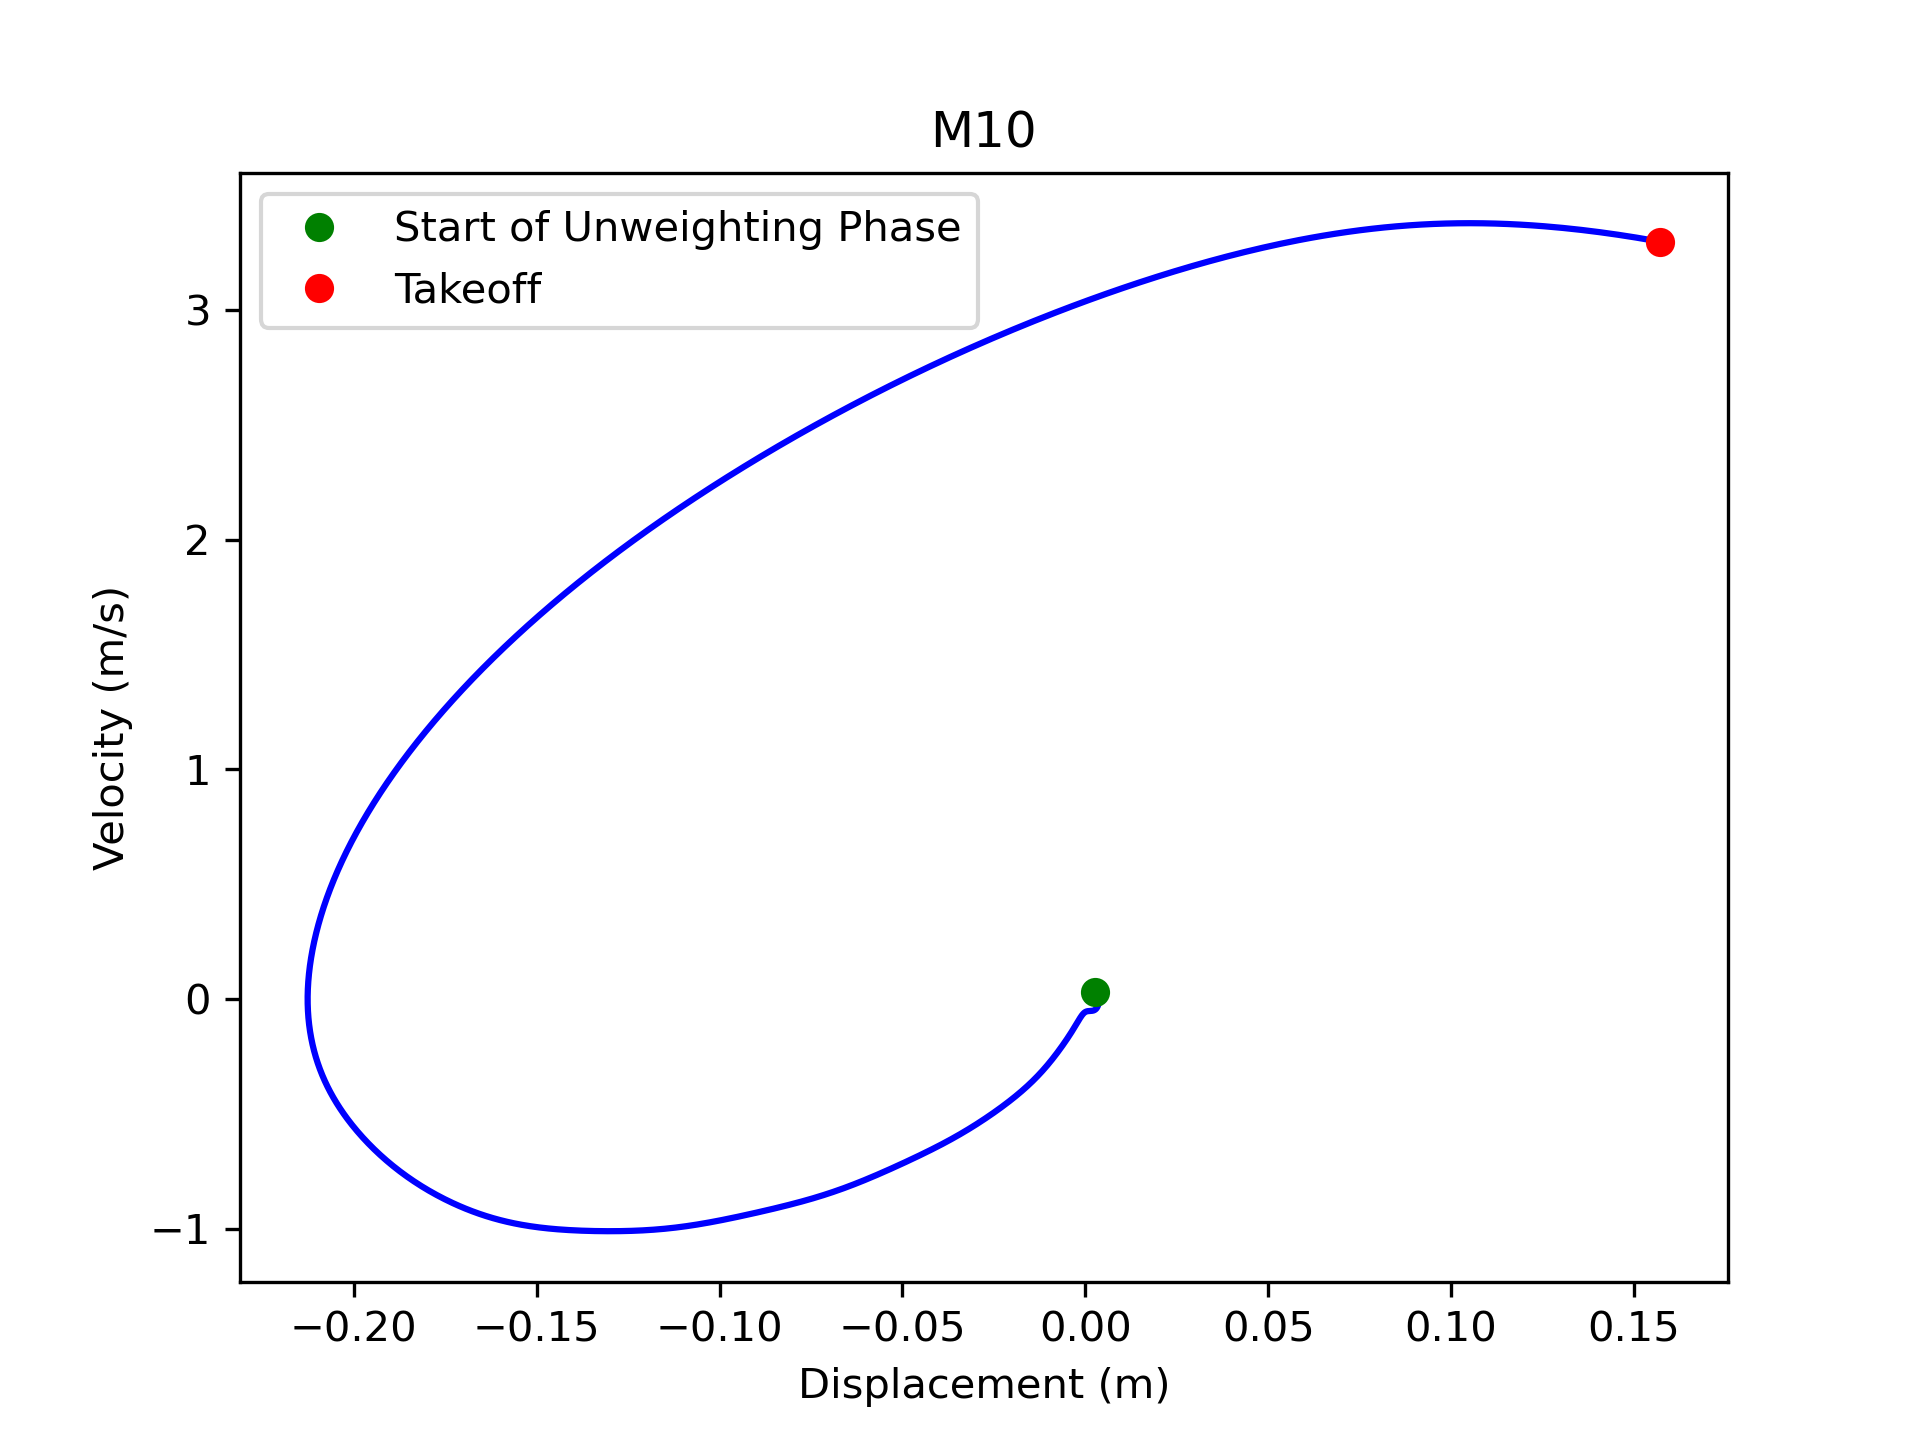 M10
Start of Unweighting Phase
Takeoff
3
2
1
0
−1
Velocity (m/s)
−0.20 −0.15 −0.10 −0.05 0.00 0.05 0.10 0.15
Displacement (m)